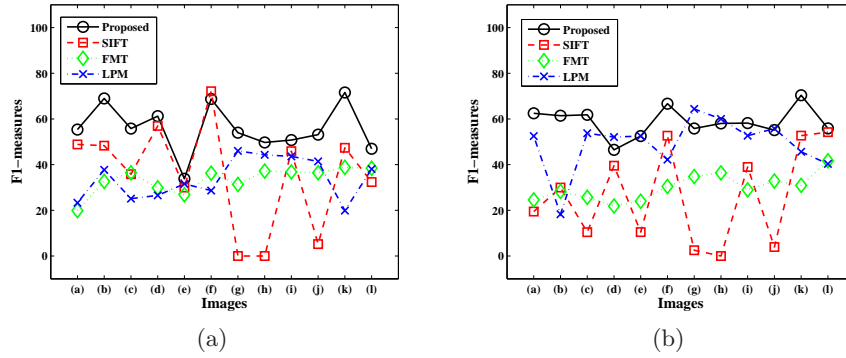 100
80
60
40
20
0
F1−measures
Proposed
SIFT
FMT
LPM
(a) (b) (c) (d) (e) (f) (g) (h) (i) (j) (k) (l)
Images
(a)
100
80
60
40
20
0
F1−measures
Proposed
SIFT
FMT
LPM
(a) (b) (c) (d) (e) (f) (g) (h) (i) (j) (k) (l)
Images
(b)